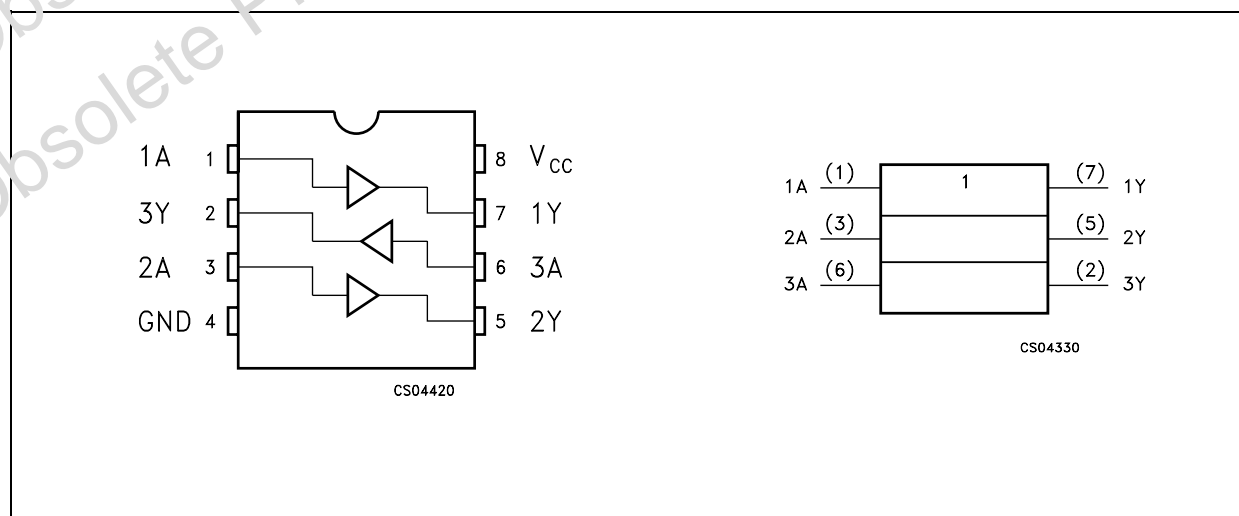 Obsolete P
1A 1
3Y 2
2A 3
GND 4
8 VCC
7 1Y
6 3A
5 2Y
CS04420
1A (1)
2A (3)
3A (6)
1
(7) 1Y
(5) 2Y
(2) 3Y
CS04330